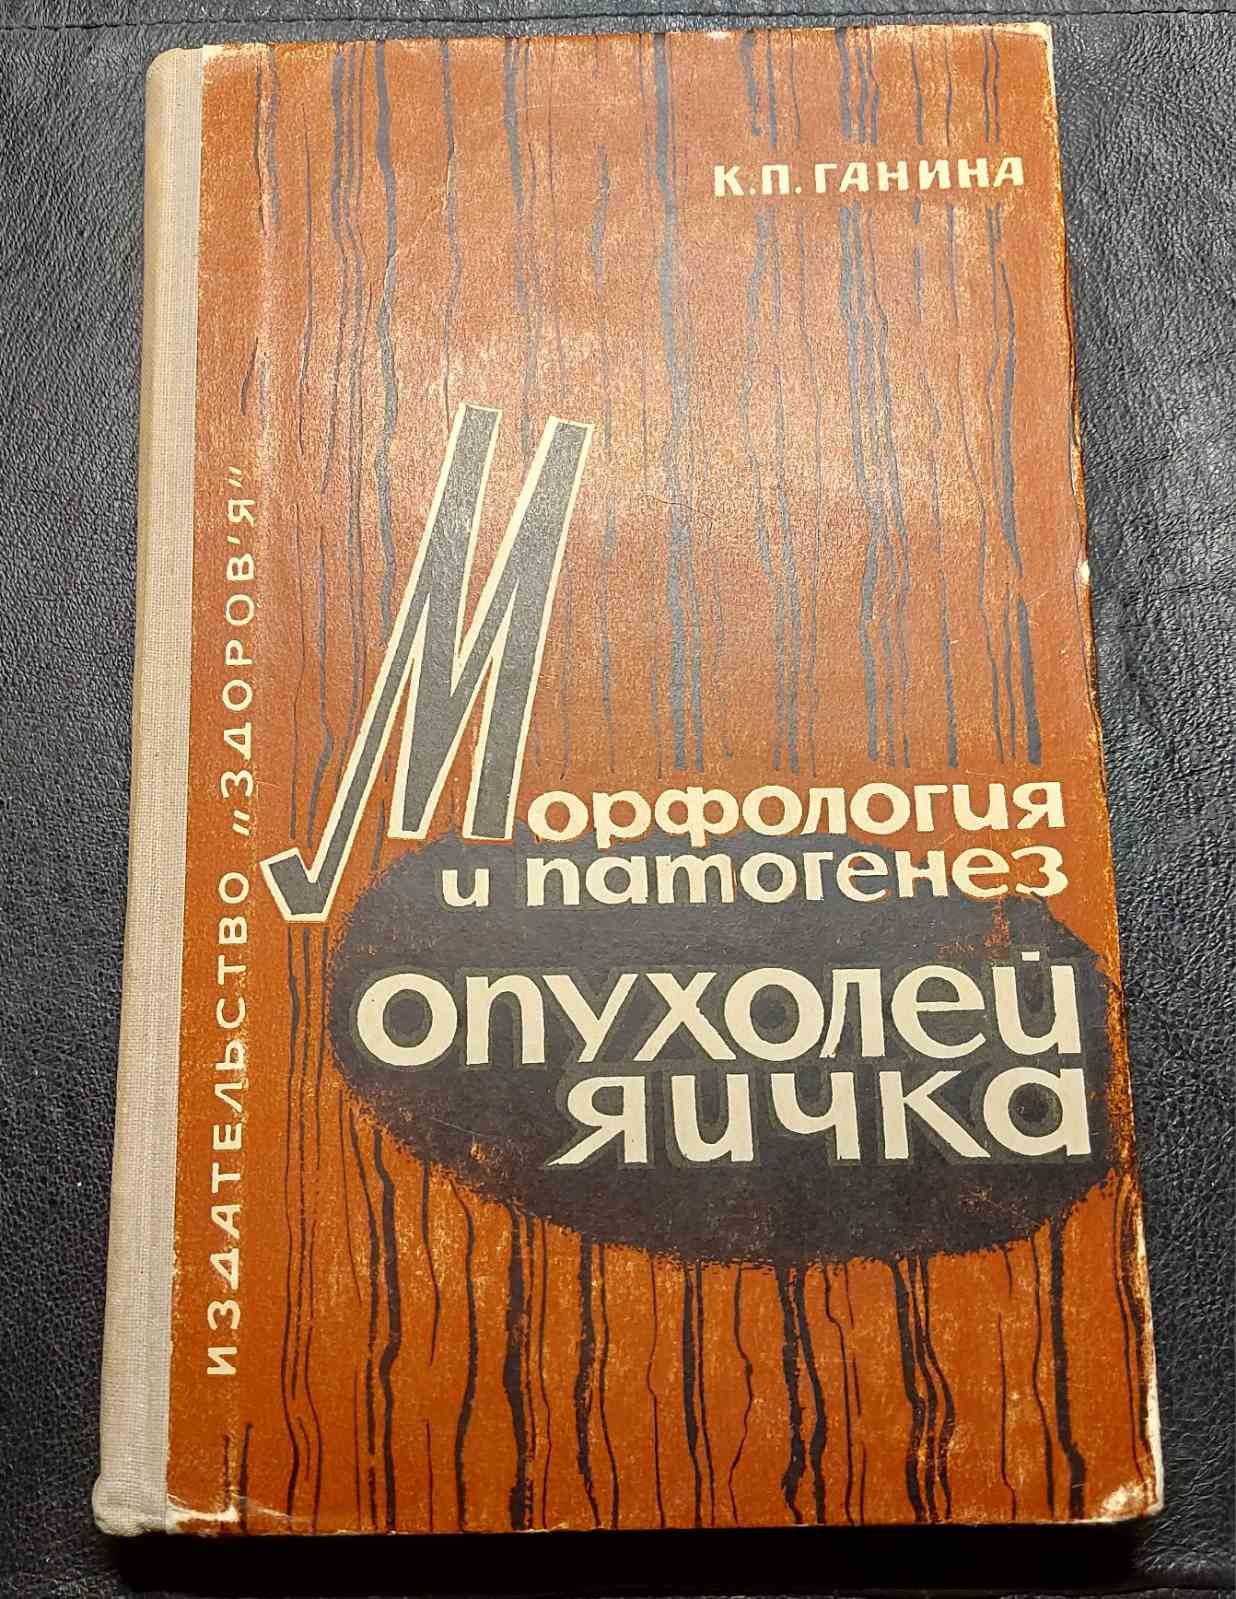 К.П. ГАНИНА
Морфология
и патогенез
опухолей
яичка
ИЗДАТЕЛЬСТВО "ЗДОРОВ'Я"